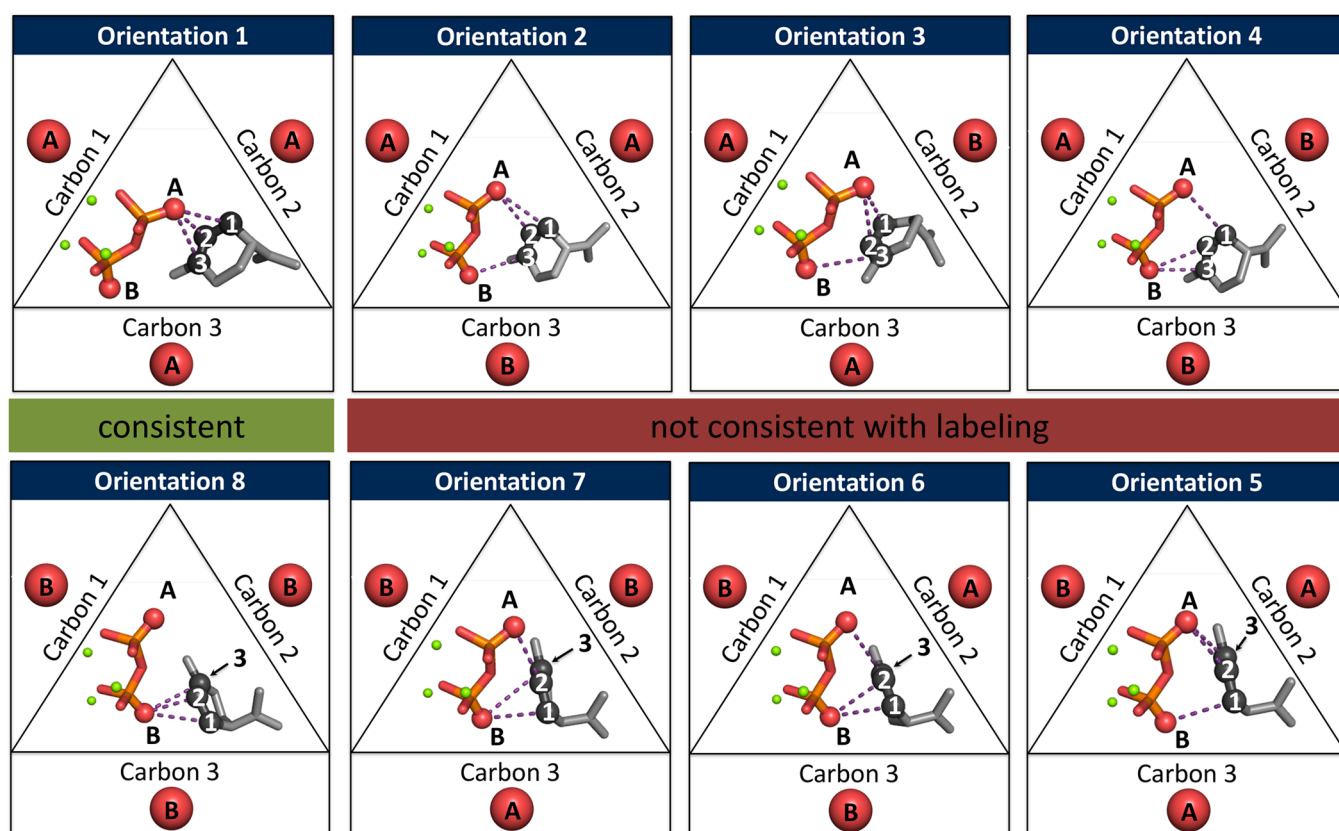 Orientation 1
Carbon 1
Carbon 2
A
A
A
1
2
3
B
Carbon 3
A
Orientation 2
Carbon 1
Carbon 2
A
A
A
1
2
3
B
Carbon 3
B
Orientation 3
Carbon 1
Carbon 2
A
B
A
1
2
3
B
Carbon 3
A
Orientation 4
Carbon 1
Carbon 2
A
B
A
1
2
3
B
Carbon 3
B
consistent
not consistent with labeling
Orientation 8
Carbon 1
Carbon 2
B
B
A
3
2
1
B
Carbon 3
B
Orientation 7
Carbon 1
Carbon 2
B
B
A
3
2
1
B
Carbon 3
A
Orientation 6
Carbon 1
Carbon 2
B
A
A
3
2
1
B
Carbon 3
B
Orientation 5
Carbon 1
Carbon 2
B
A
A
3
2
1
B
Carbon 3
A